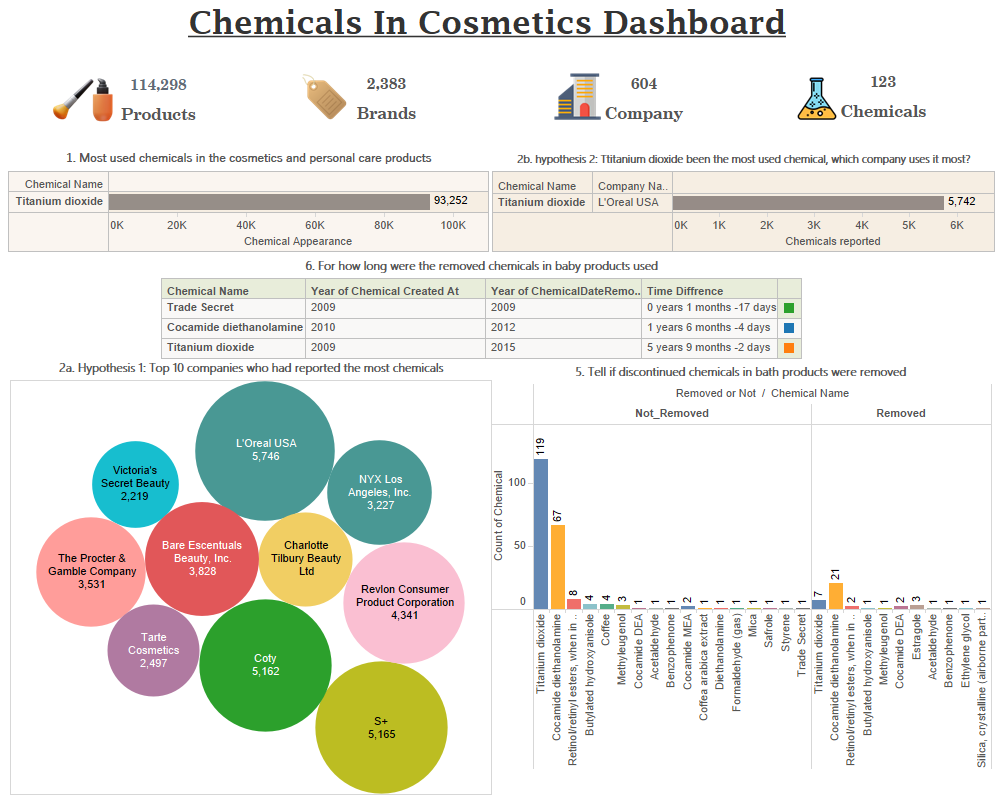 Chemicals In Cosmetics Dashboard
114,298
Products
2,383
Brands
604
Company
123
Chemicals
1. Most used chemicals in the cosmetics and personal care products
Chemical Name
Titanium dioxide
93,252
0K 20K 40K 60K 80K 100K
Chemical Appearance
2b. hypothesis 2: Ttitanium dioxide been the most used chemical, which company uses it most?
Chemical Name Company Na..
Titanium dioxide L'Oreal USA
5,742
0K 1K 2K 3K 4K 5K 6K
Chemicals reported
6. For how long were the removed chemicals in baby products used
Chemical Name Year of Chemical Created At Year of ChemicalDateRemo.. Time Diffrence
Trade Secret 2009 2009 0 years 1 months -17 days
Cocamide diethanolamine 2010 2012 1 years 6 months -4 days
Titanium dioxide 2009 2015 5 years 9 months -2 days
2a. Hypothesis 1: Top 10 companies who had reported the most chemicals
L'Oreal USA
5,746
Victoria's
Secret Beauty
2,219
NYX Los
Angeles, Inc.
3,227
Bare Escentuals
Beauty, Inc.
3,828
Charlotte
Tilbury Beauty
Ltd
The Procter &
Gamble Company
3,531
Revlon Consumer
Product Corporation
4,341
Tarte
Cosmetics
2,497
Coty
5,162
S+
5,165
5. Tell if discontinued chemicals in bath products were removed
Removed or Not / Chemical Name
Not_Removed Removed
Count of Chemical
100
50
0
119 67 8 4 4 3 1 1 1 2 1 1 1 1 1 1 1 7 21 2 1 1 2 3 1 1 1 1
Titanium dioxide
Cocamide diethanolamine
Retinol/retinyl esters, when in ..
Butylated hydroxyanisole
Coffee
Methyleugenol
Cocamide DEA
Acetaldehyde
Benzophenone
Cocamide MEA
Coffea arabica extract
Diethanolamine
Formaldehyde (gas)
Mica
Safrole
Styrene
Trade Secret
Titanium dioxide
Cocamide diethanolamine
Retinol/retinyl esters, when in ..
Butylated hydroxyanisole
Methyleugenol
Cocamide DEA
Estragole
Acetaldehyde
Benzophenone
Ethylene glycol
Silica, crystalline (airborne part..